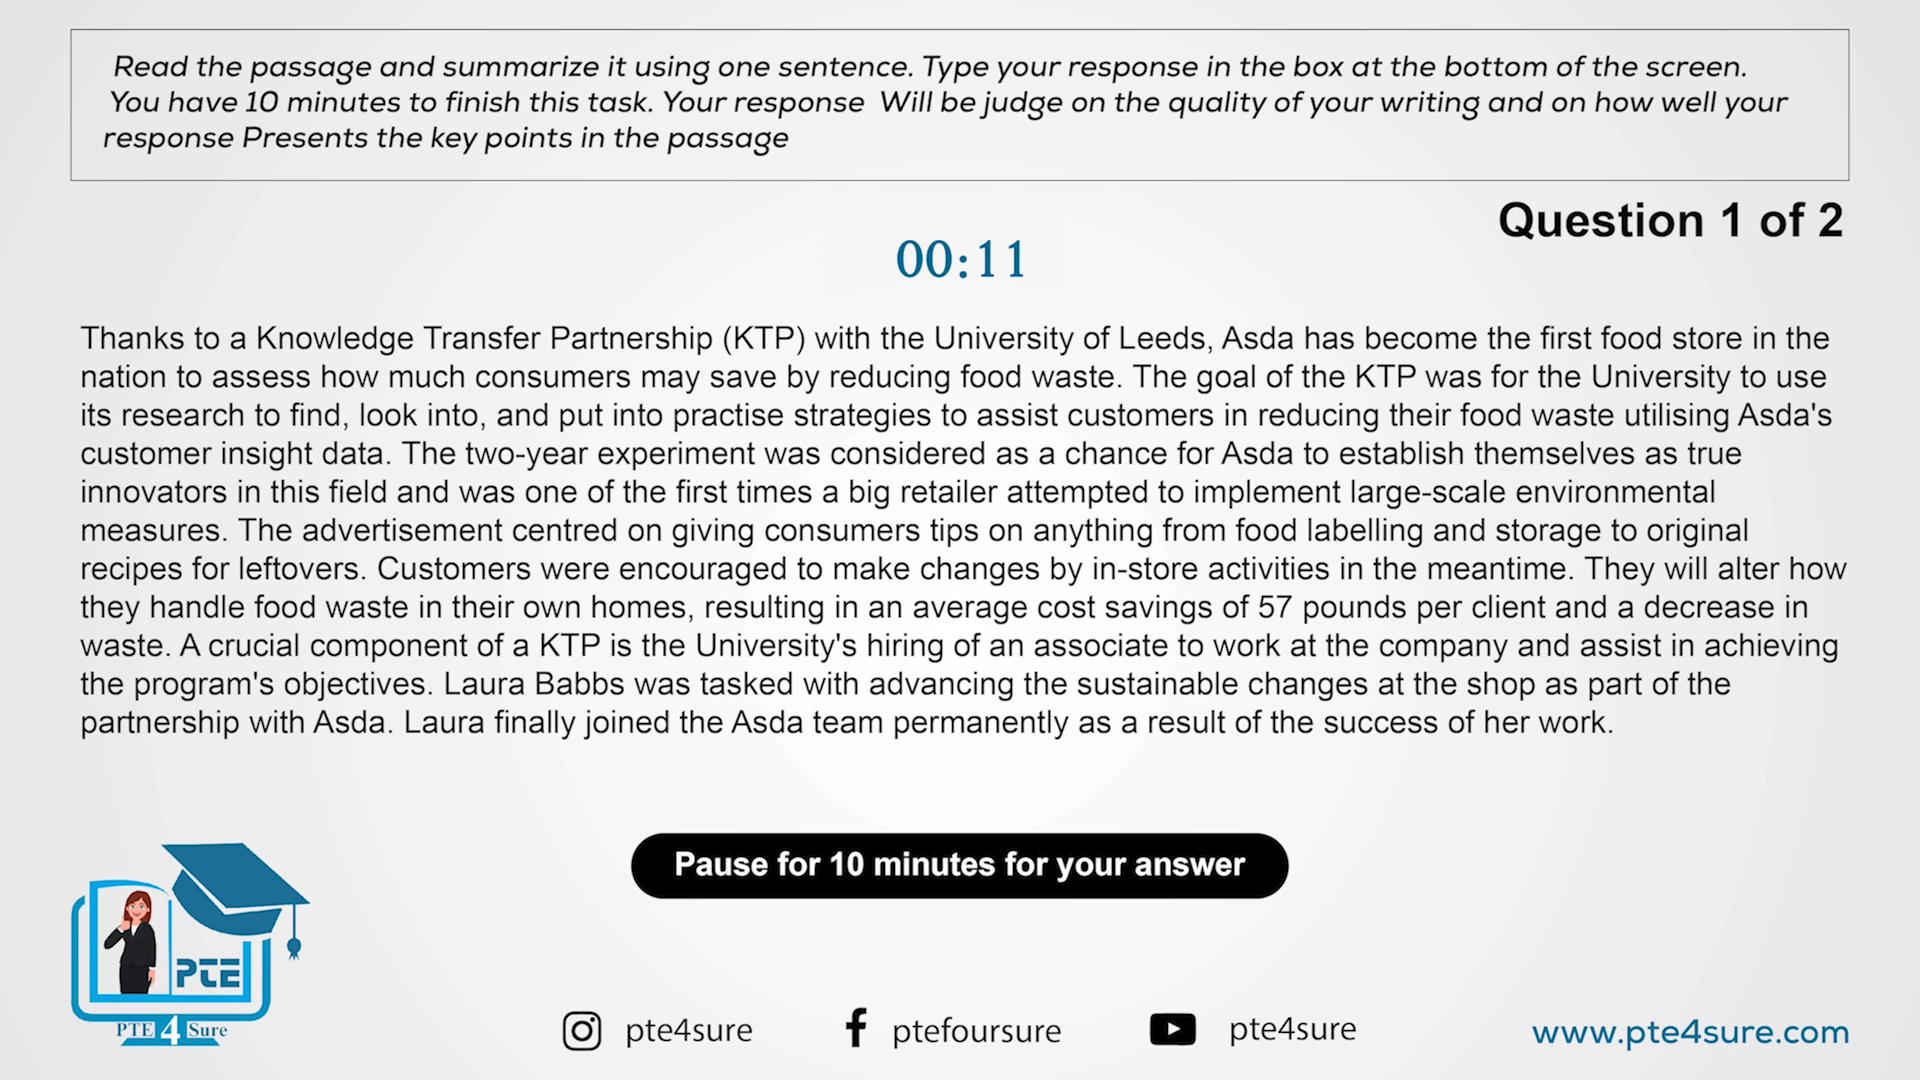 Read the passage and summarize it using one sentence. Type your response in the box at the bottom of the screen.
You have 10 minutes to finish this task. Your response Will be judge on the quality of your writing and on how well your
response Presents the key points in the passage
Question 1 of 2
00:11
Thanks to a Knowledge Transfer Partnership (KTP) with the University of Leeds, Asda has become the first food store in the
nation to assess how much consumers may save by reducing food waste. The goal of the KTP was for the University to use
its research to find, look into, and put into practise strategies to assist customers in reducing their food waste utilising Asda's
customer insight data. The two-year experiment was considered as a chance for Asda to establish themselves as true
innovators in this field and was one of the first times a big retailer attempted to implement large-scale environmental
measures. The advertisement centred on giving consumers tips on anything from food labelling and storage to original
recipes for leftovers. Customers were encouraged to make changes by in-store activities in the meantime. They will alter how
they handle food waste in their own homes, resulting in an average cost savings of 57 pounds per client and a decrease in
waste. A crucial component of a KTP is the University's hiring of an associate to work at the company and assist in achieving
the program's objectives. Laura Babbs was tasked with advancing the sustainable changes at the shop as part of the
partnership with Asda. Laura finally joined the Asda team permanently as a result of the success of her work.
Pause for 10 minutes for your answer
PTE
PTE 4 Sure
pte4sure
ptefoursure
pte4sure
www.pte4sure.com